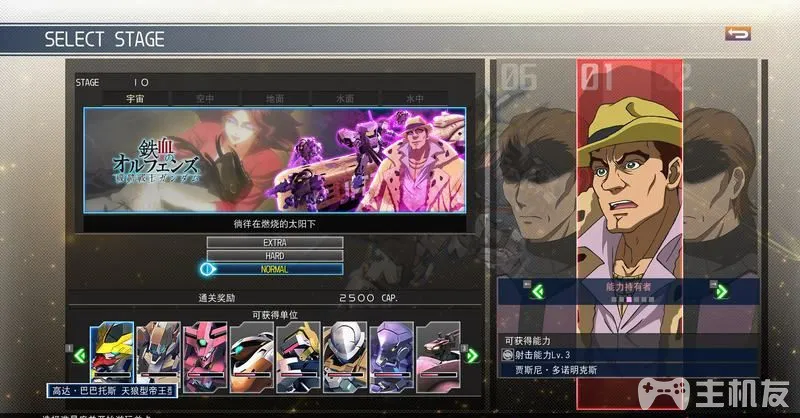 SELECT STAGE
STAGE 10
宇宙 空中 地面 水面 水中
鉄血の
オルフェンズ
徜徉在燃烧的太阳下
EXTRA
HARD
NORMAL
通关奖励 2500 CAP.
可获得单位
高达·巴巴托斯 天狼型帝王型
06 01 02
能力持有者
可获得能力
射击能力Lv.3
贾斯尼·多诺明克斯
主机友